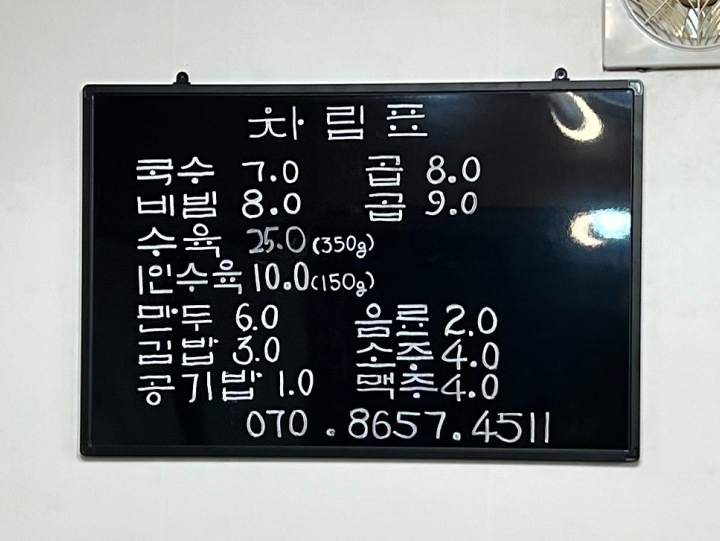 차림표
국수 7.0 곱 8.0
비빔 8.0 곱 9.0
수육 25.0 (350g)
1인수육 10.0 (150g)
만두 6.0 음료 2.0
김밥 3.0 소주 4.0
공기밥 1.0 맥주 4.0
070.8657.4511